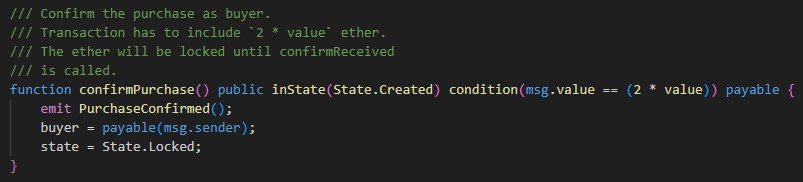 /// Confirm the purchase as buyer.
/// Transaction has to include `2 * value` ether.
/// The ether will be locked until confirmReceived
/// is called.
function confirmPurchase() public inState(State.Created) condition(msg.value == (2 * value)) payable {
    emit PurchaseConfirmed();
    buyer = payable(msg.sender);
    state = State.Locked;
}